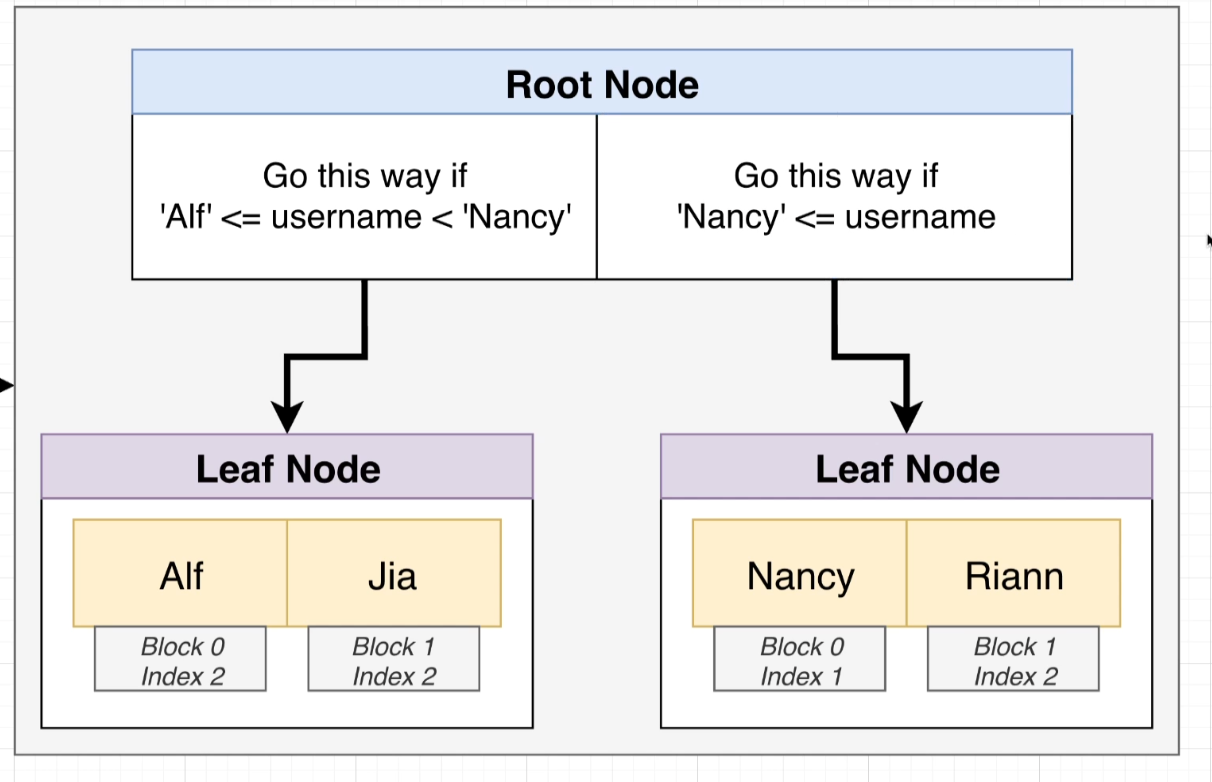 Root Node
Go this way if
'Alf' <= username < 'Nancy'
Go this way if
'Nancy' <= username
Leaf Node
Alf
Jia
Block 0
Index 2
Block 1
Index 2
Leaf Node
Nancy
Riann
Block 0
Index 1
Block 1
Index 2